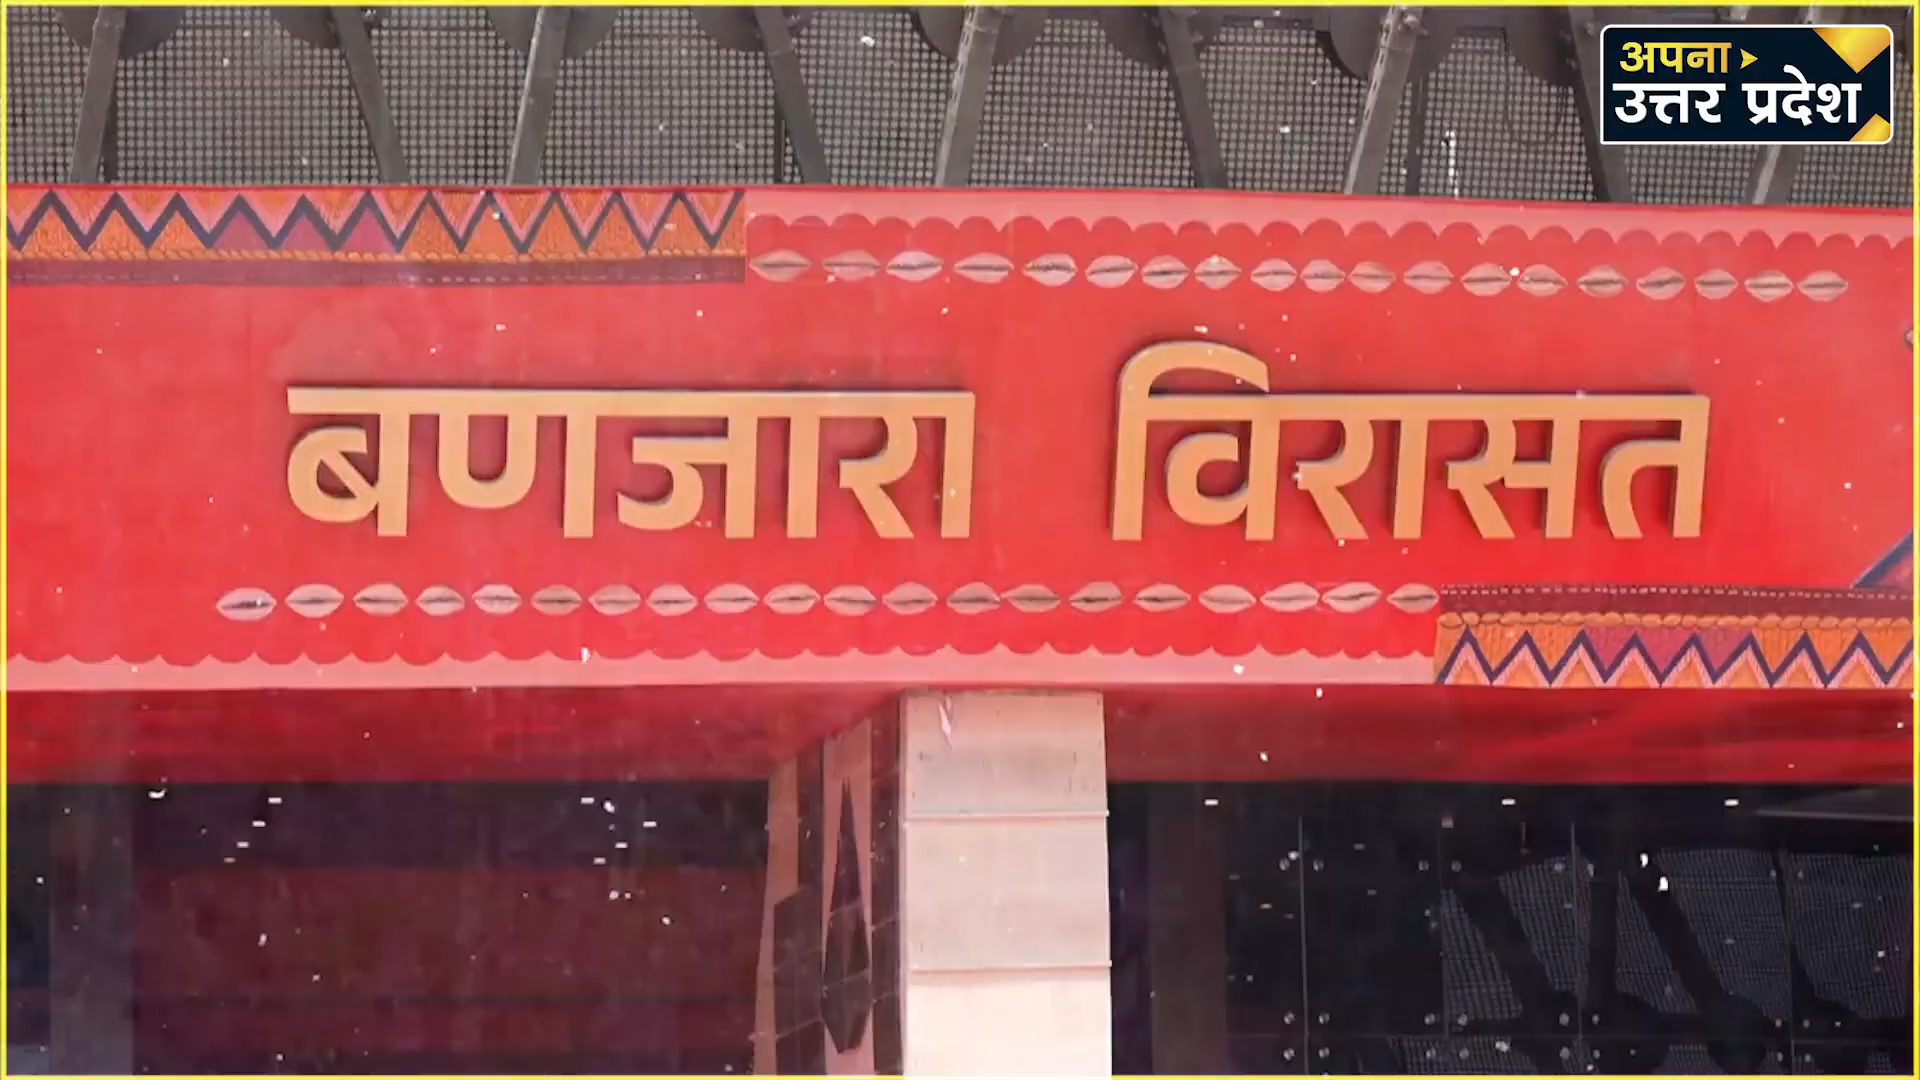 अपना
उत्तर प्रदेश
बणजारा विरासत